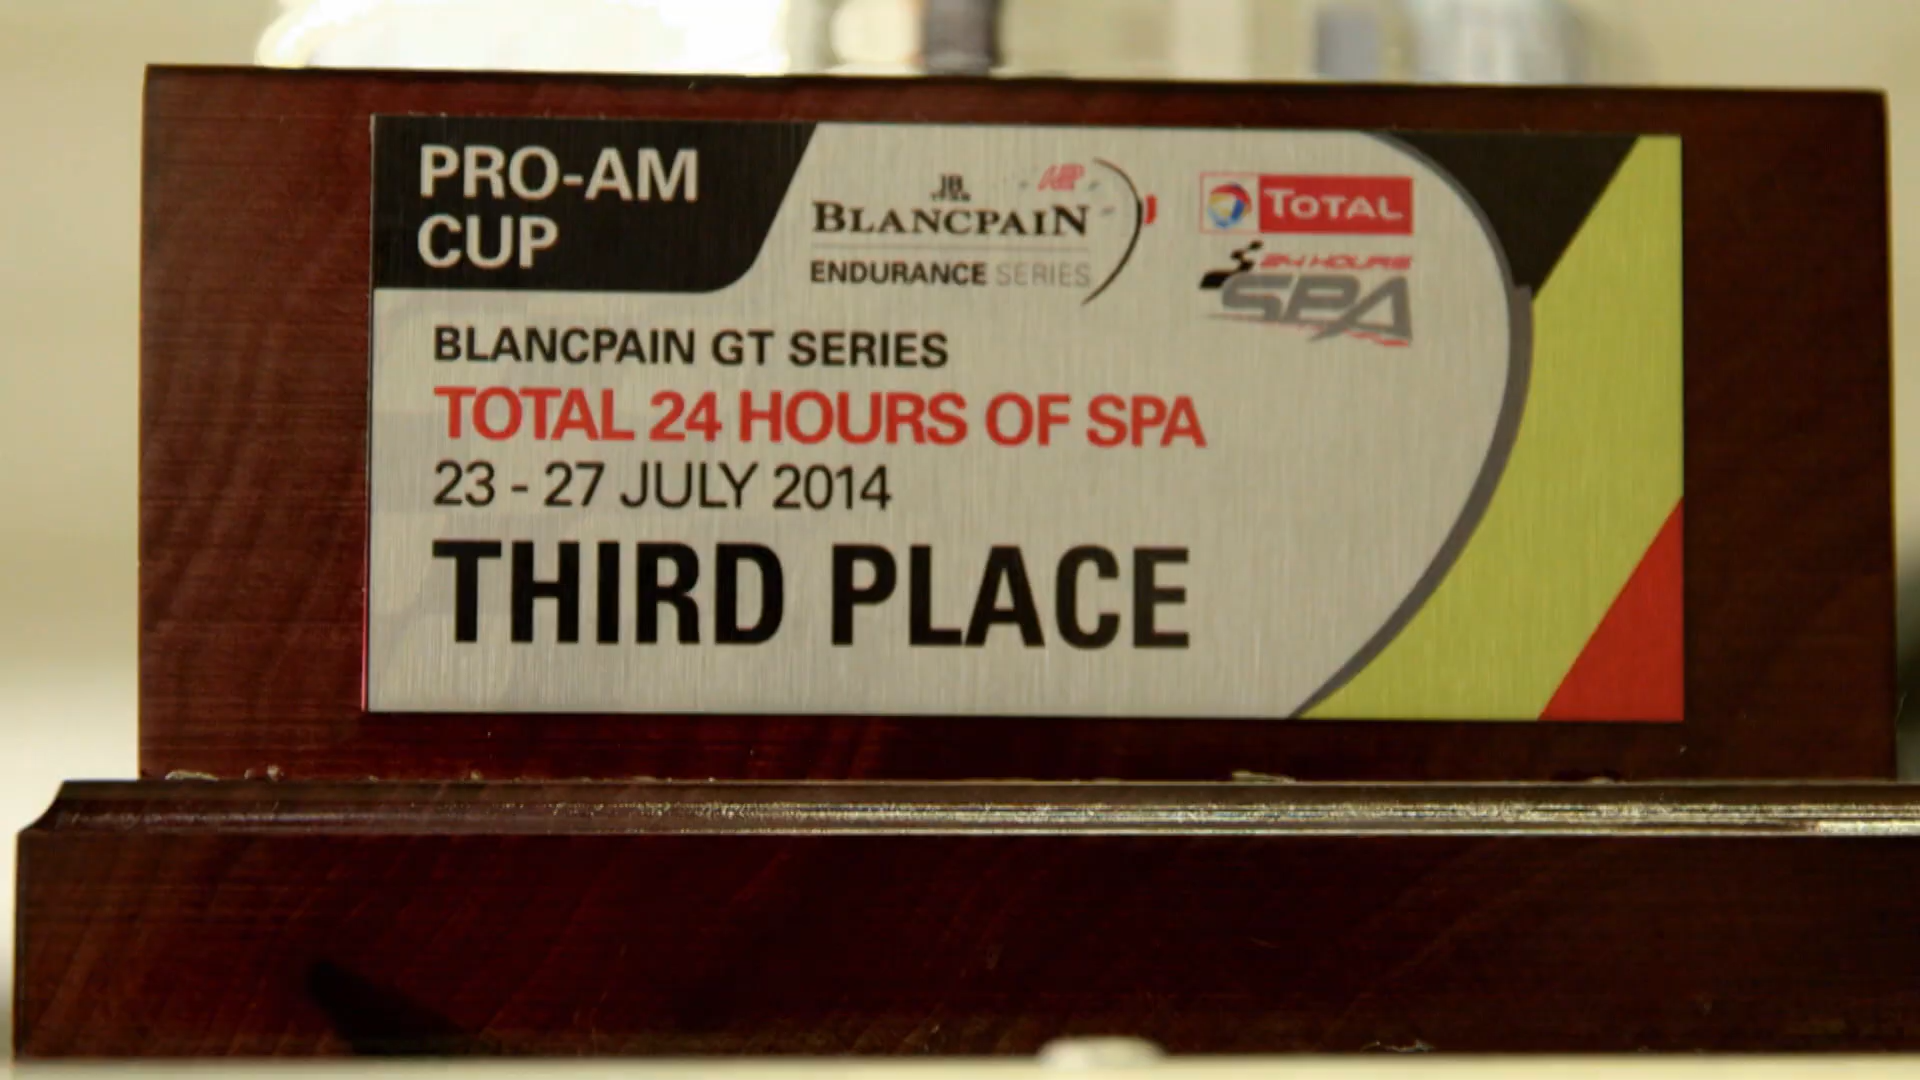 PRO-AM
CUP
JB
BLANCPAIN
ENDURANCE SERIES
TOTAL
24 HOURS
SPA
BLANCPAIN GT SERIES
TOTAL 24 HOURS OF SPA
23 - 27 JULY 2014
THIRD PLACE